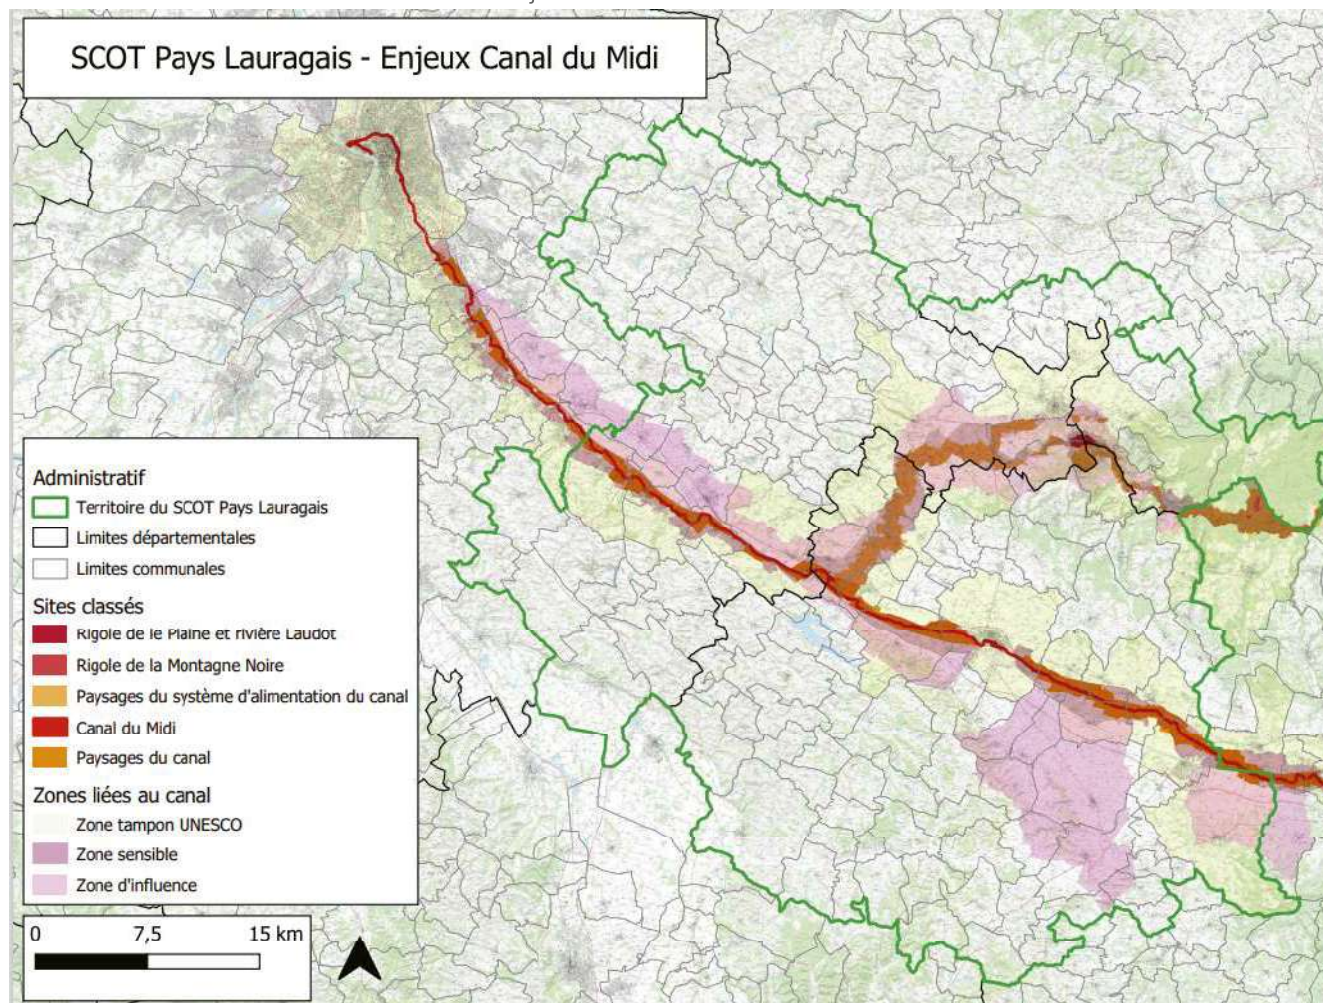 SCOT Pays Lauragais - Enjeux Canal du Midi
Administratif
Territoire du SCOT Pays Lauragais
Limites départementales
Limites communales
Sites classés
Rigole de le Plaine et rivière Laudot
Rigole de la Montagne Noire
Paysages du système d'alimentation du canal
Canal du Midi
Paysages du canal
Zones liées au canal
Zone tampon UNESCO
Zone sensible
Zone d'influence
0 7,5 15 km